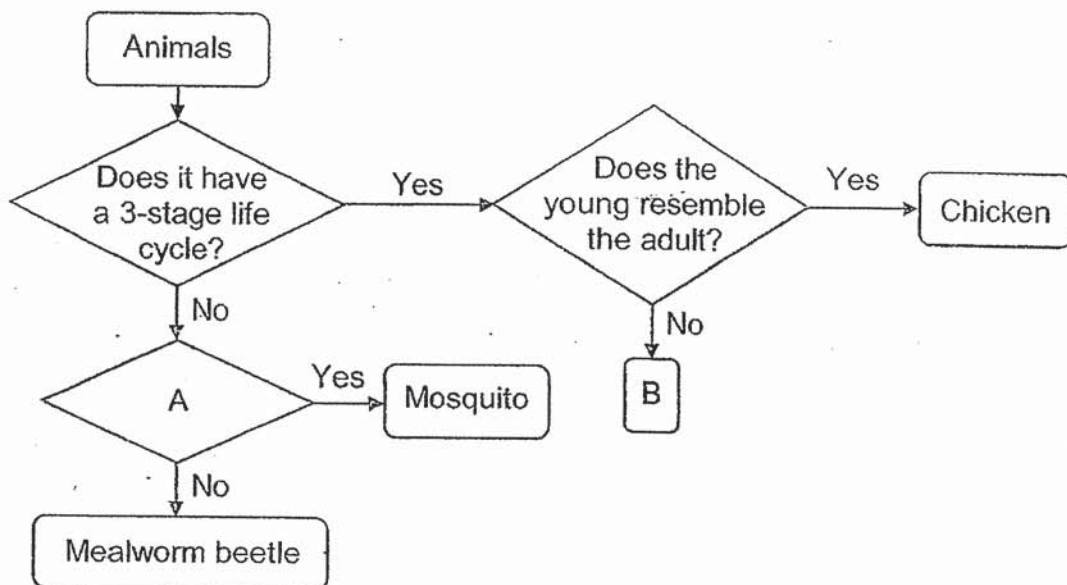 Animals
Does it have
a 3-stage life
cycle?
Yes
Does the
young resemble
the adult?
Yes
Chicken
No
No
B
A
Yes
Mosquito
No
Mealworm beetle